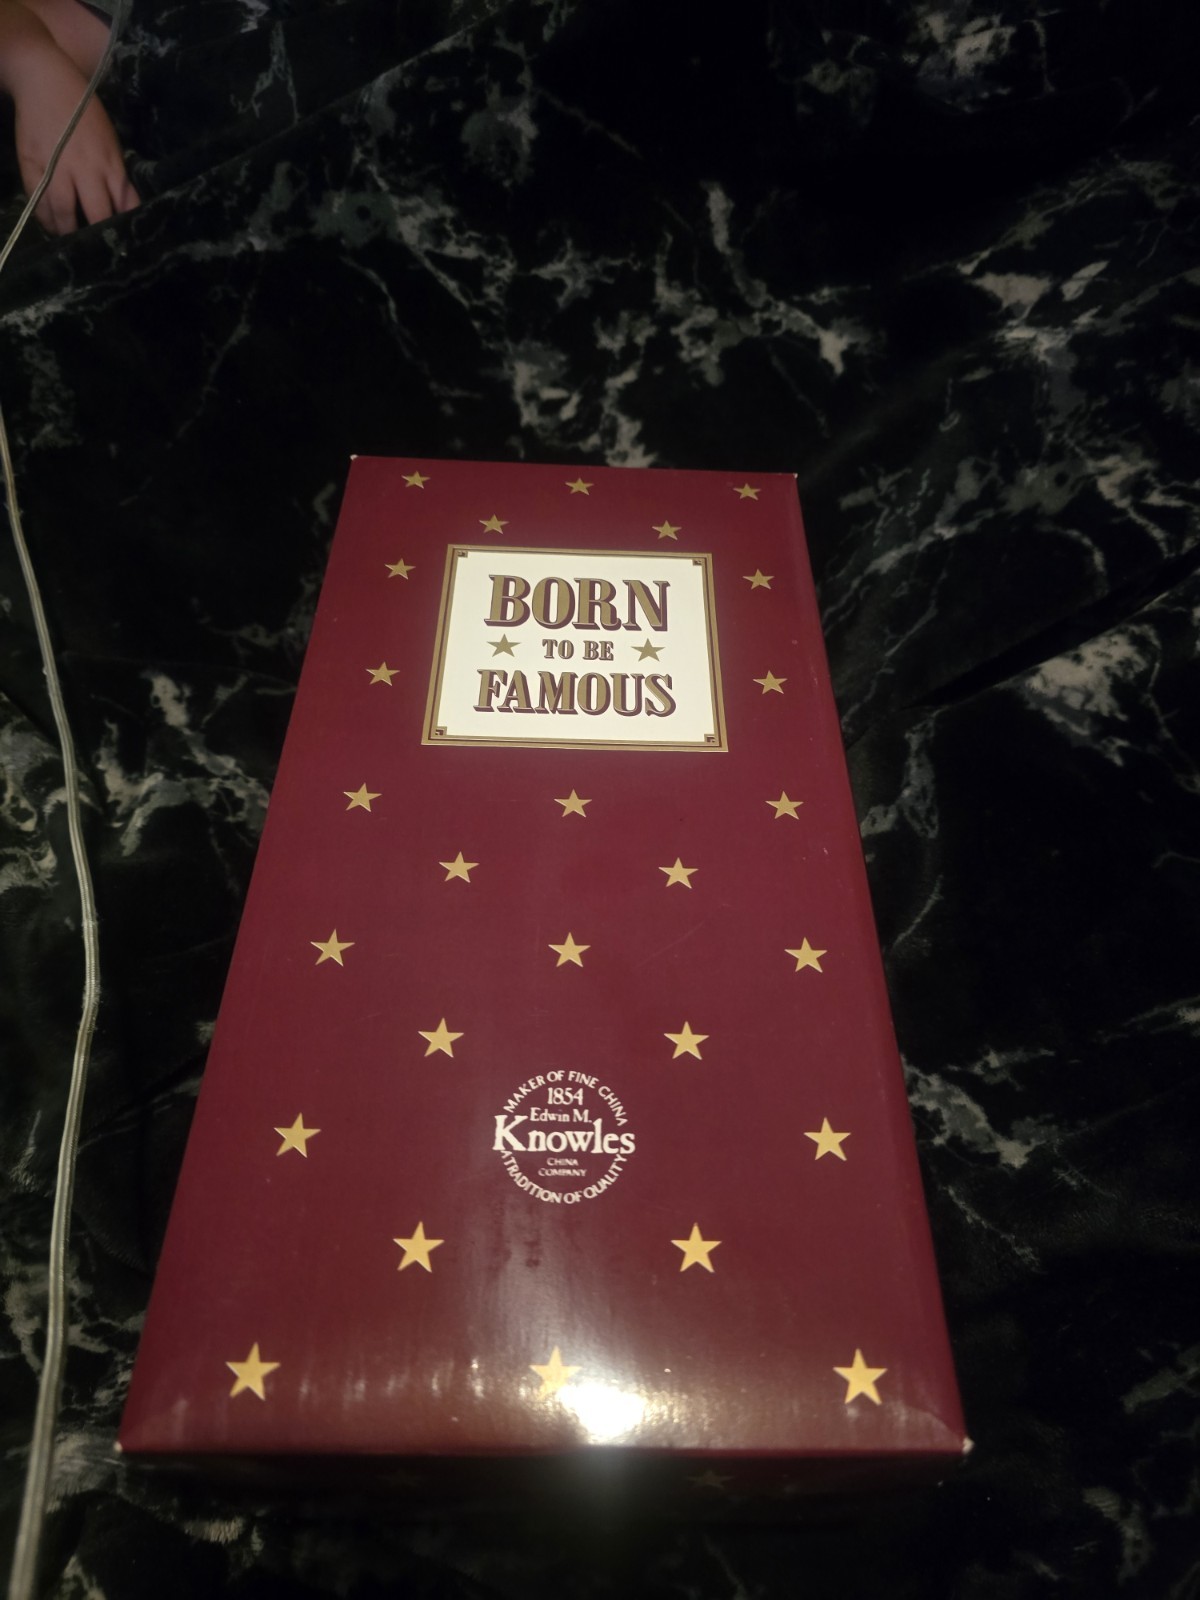 BORN
TO BE
FAMOUS
MAKER OF FINE CHINA
1854
Edwin M.
Knowles
CHINA
COMPANY
A TRADITION OF QUALITY